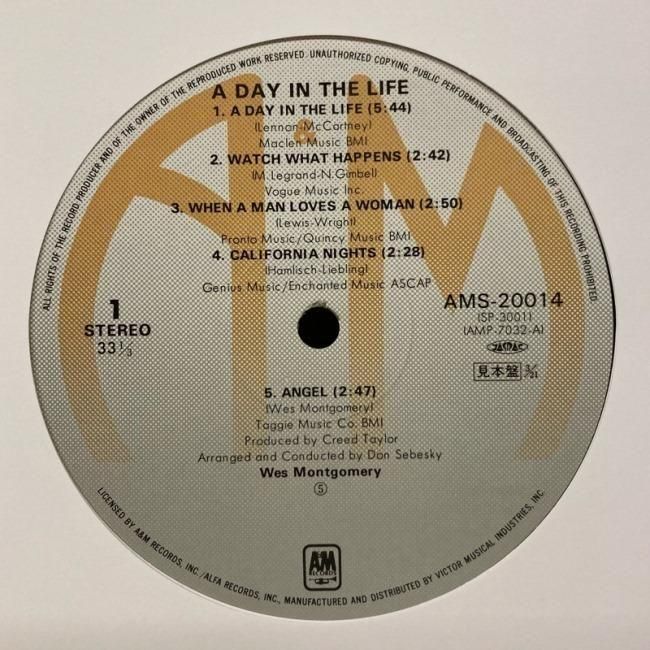 ALL RIGHTS OF THE RECORD PRODUCER AND OF THE OWNER OF THE REPRODUCED WORK RESERVED. UNAUTHORIZED COPYING, PUBLIC PERFORMANCE AND BROADCASTING OF THIS RECORDING PROHIBITED
A DAY IN THE LIFE
1. A DAY IN THE LIFE (5:44)
(Lennon-McCartney)
Maclen Music BMI
2. WATCH WHAT HAPPENS (2:42)
(M.Legrand-N.Gimbel)
Vogue Music Inc.
3. WHEN A MAN LOVES A WOMAN (2:50)
(Lewis-Wright)
Pronto Music/Quincy Music BMI
4. CALIFORNIA NIGHTS (2:28)
(Hamlisch-Liebling)
Genius Music/Enchanted Music ASCAP
1
STEREO
33 1/3
AMS-20014
(SP-3001)
(AMP-7032-A)
JASRAC
見本盤
5. ANGEL (2:47)
(Wes Montgomery)
Taggie Music Co. BMI
Produced by Creed Taylor
Arranged and Conducted by Don Sebesky
Wes Montgomery
Ⓢ
A&M
RECORDS
LICENSED BY A&M RECORDS, INC./ALFA RECORDS, INC., MANUFACTURED AND DISTRIBUTED BY VICTOR MUSICAL INDUSTRIES, INC.
A&M